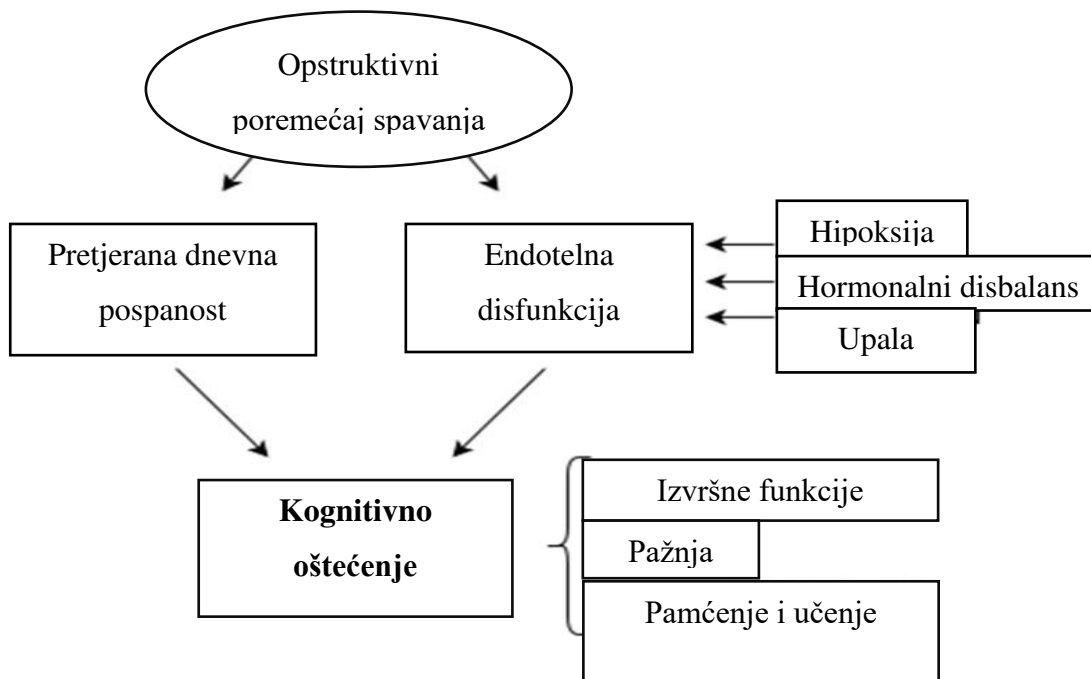 Opstruktivni
poremećaj spavanja
Pretjerana dnevna
pospanost
Endotelna
disfunkcija
Hipoksija
Hormonalni disbalans
Upala
Kognitivno
oštećenje
Izvršne funkcije
Pažnja
Pamćenje i učenje